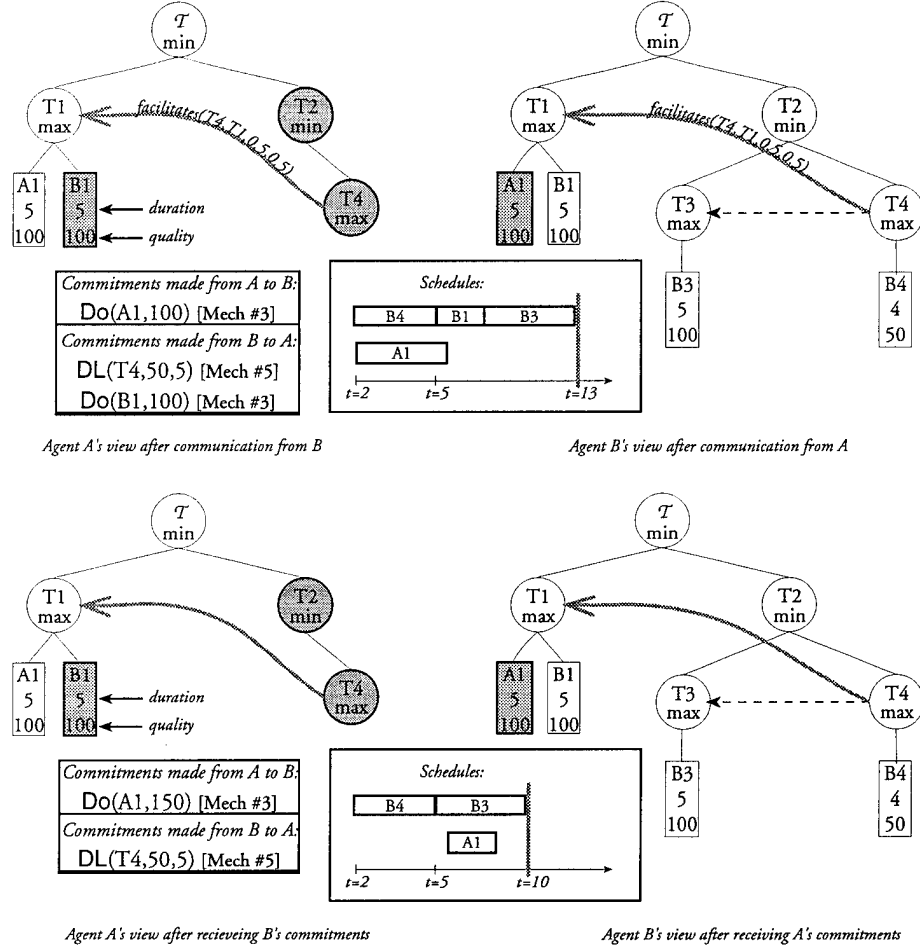 𝒯
min
T1
max
T2
min
facilitates(T4,T1,0.5,0.5)
T4
max
A1
5
100
B1
5
100
duration
quality
𝒯
min
T1
max
T2
min
facilitates(T4,T1,0.5,0.5)
A1
5
100
B1
5
100
T3
max
T4
max
B3
5
100
B4
4
50
Commitments made from A to B:
Do(A1,100) [Mech #3]
Commitments made from B to A:
DL(T4,50,5) [Mech #5]
Do(B1,100) [Mech #3]
Schedules:
B4 B1 B3
A1
t=2 t=5 t=13
Agent A's view after communication from B
Agent B's view after communication from A
𝒯
min
T1
max
T2
min
T4
max
A1
5
100
B1
5
100
duration
quality
𝒯
min
T1
max
T2
min
A1
5
100
B1
5
100
T3
max
T4
max
B3
5
100
B4
4
50
Commitments made from A to B:
Do(A1,150) [Mech #3]
Commitments made from B to A:
DL(T4,50,5) [Mech #5]
Schedules:
B4 B3
A1
t=2 t=5 t=10
Agent A's view after recieveing B's commitments
Agent B's view after receiving A's commitments